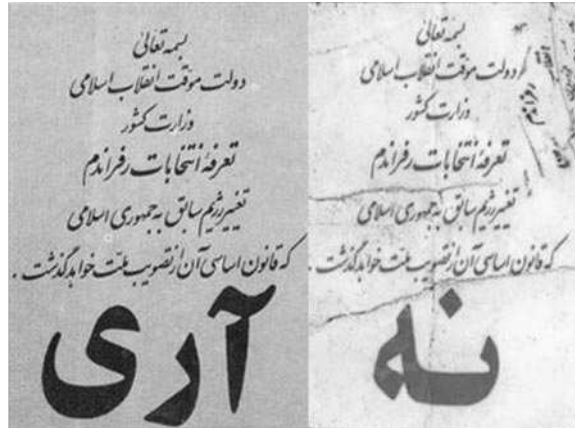 بسمه تعالی
دولت موقت انقلاب اسلامی
وزارت کشور
تعرفهٔ انتخابات رفراندم
تغییر رژیم سابق به جمهوری اسلامی
که قانون اساسی آن از تصویب ملت خواهد گذشت .
آری
بسمه تعالی
دولت موقت انقلاب اسلامی
وزارت کشور
تعرفهٔ انتخابات رفراندم
تغییر رژیم سابق به جمهوری اسلامی
که قانون اساسی آن از تصویب ملت خواهد گذشت .
نه